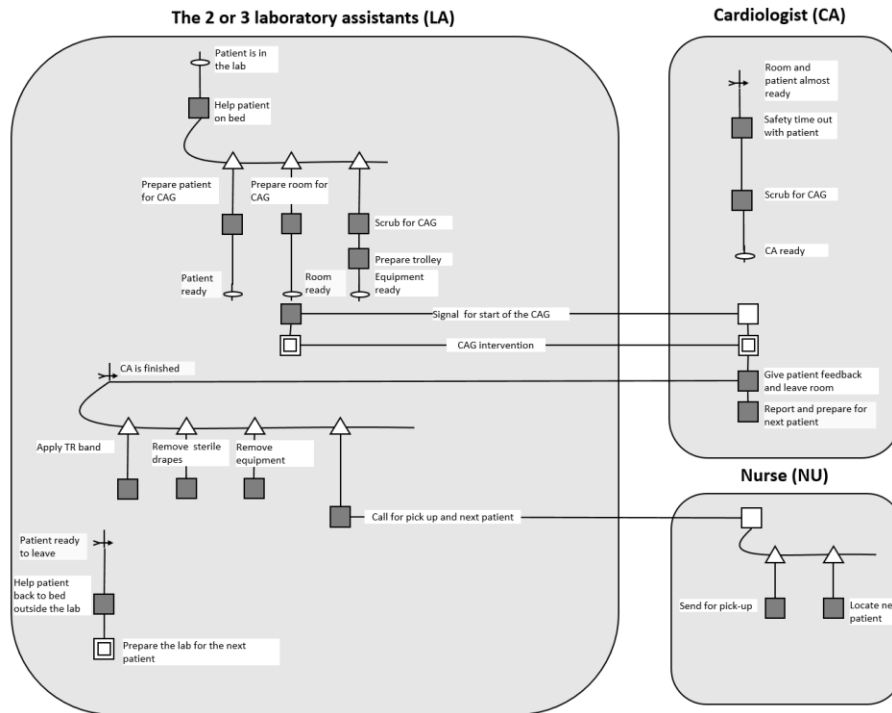 The 2 or 3 laboratory assistants (LA)
Patient is in
the lab
Help patient
on bed
Prepare patient
for CAG
Prepare room for
CAG
Scrub for CAG
Prepare trolley
Patient
ready
Room
ready
Equipment
ready
Signal for start of the CAG
CAG intervention
CA is finished
Apply TR band
Remove sterile
drapes
Remove
equipment
Call for pick up and next patient
Patient ready
to leave
Help patient
back to bed
outside the lab
Prepare the lab for the next
patient
Cardiologist (CA)
Room and
patient almost
ready
Safety time out
with patient
Scrub for CAG
CA ready
Give patient feedback
and leave room
Report and prepare for
next patient
Nurse (NU)
Send for pick-up
Locate ne
patient